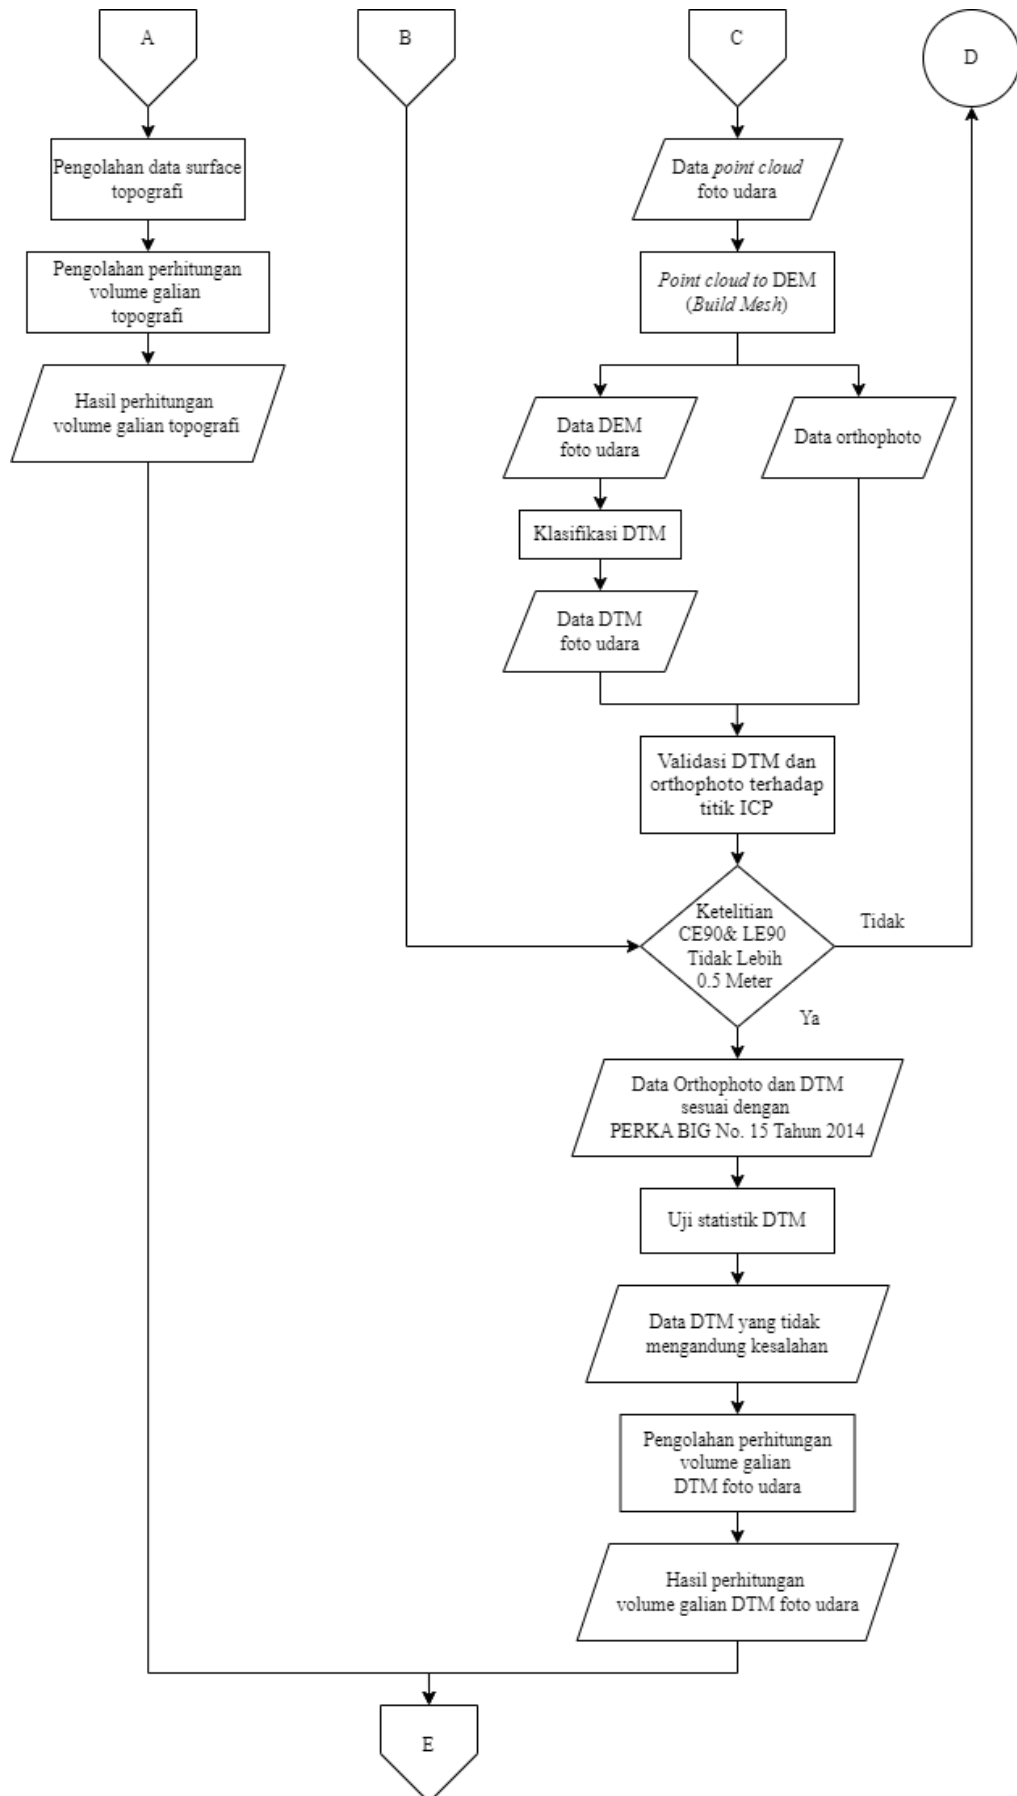 A
B
C
D
Pengolahan data surface
topografi
Pengolahan perhitungan
volume galian
topografi
Hasil perhitungan
volume galian topografi
Data point cloud
foto udara
Point cloud to DEM
(Build Mesh)
Data DEM
foto udara
Data orthophoto
Klasifikasi DTM
Data DTM
foto udara
Validasi DTM dan
orthophoto terhadap
titik ICP
Ketelitian
CE90& LE90
Tidak Lebih
0.5 Meter
Tidak
Ya
Data Orthophoto dan DTM
sesuai dengan
PERKA BIG No. 15 Tahun 2014
Uji statistik DTM
Data DTM yang tidak
mengandung kesalahan
Pengolahan perhitungan
volume galian
DTM foto udara
Hasil perhitungan
volume galian DTM foto udara
E